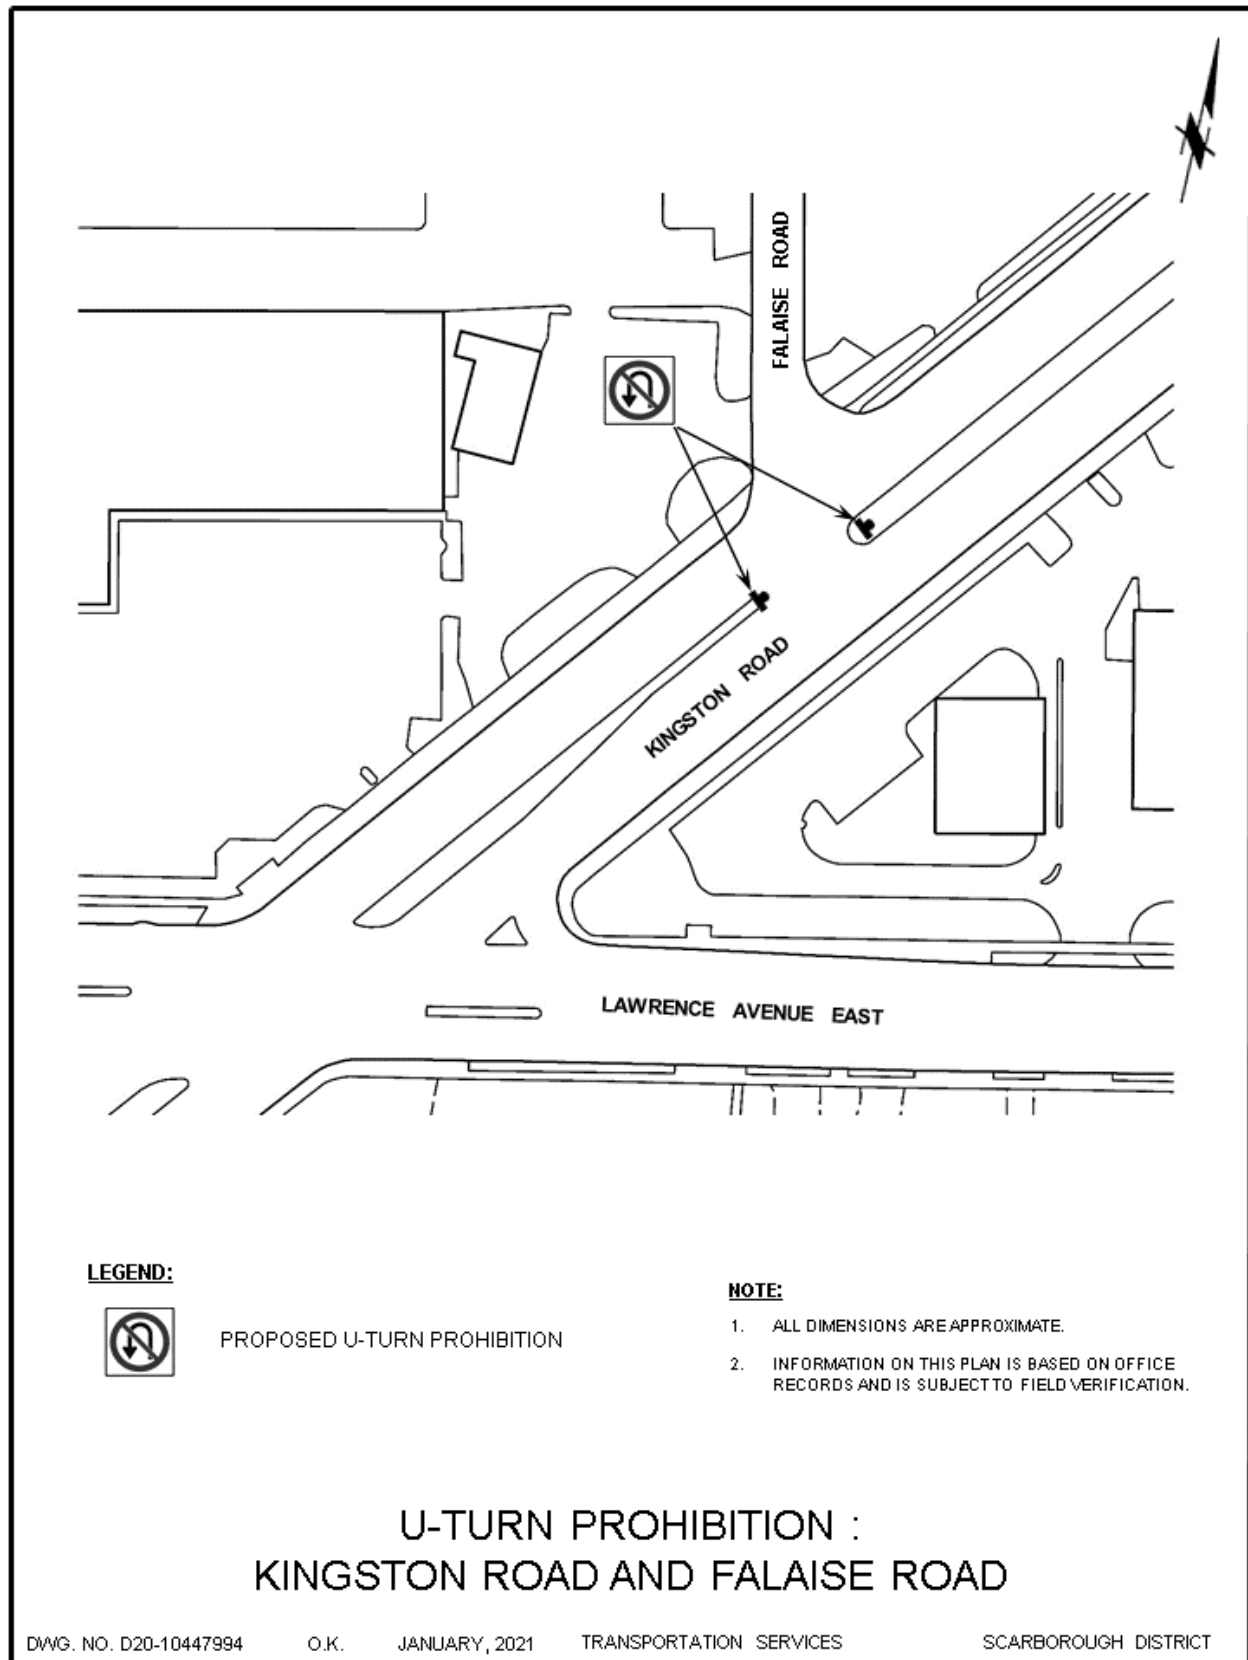 FALAISE ROAD
KINGSTON ROAD
LAWRENCE AVENUE EAST
LEGEND:
PROPOSED U-TURN PROHIBITION
NOTE:
1. ALL DIMENSIONS ARE APPROXIMATE.
2. INFORMATION ON THIS PLAN IS BASED ON OFFICE
RECORDS AND IS SUBJECT TO FIELD VERIFICATION.
U-TURN PROHIBITION :
KINGSTON ROAD AND FALAISE ROAD
DWG. NO. D20-10447994 O.K. JANUARY, 2021 TRANSPORTATION SERVICES SCARBOROUGH DISTRICT